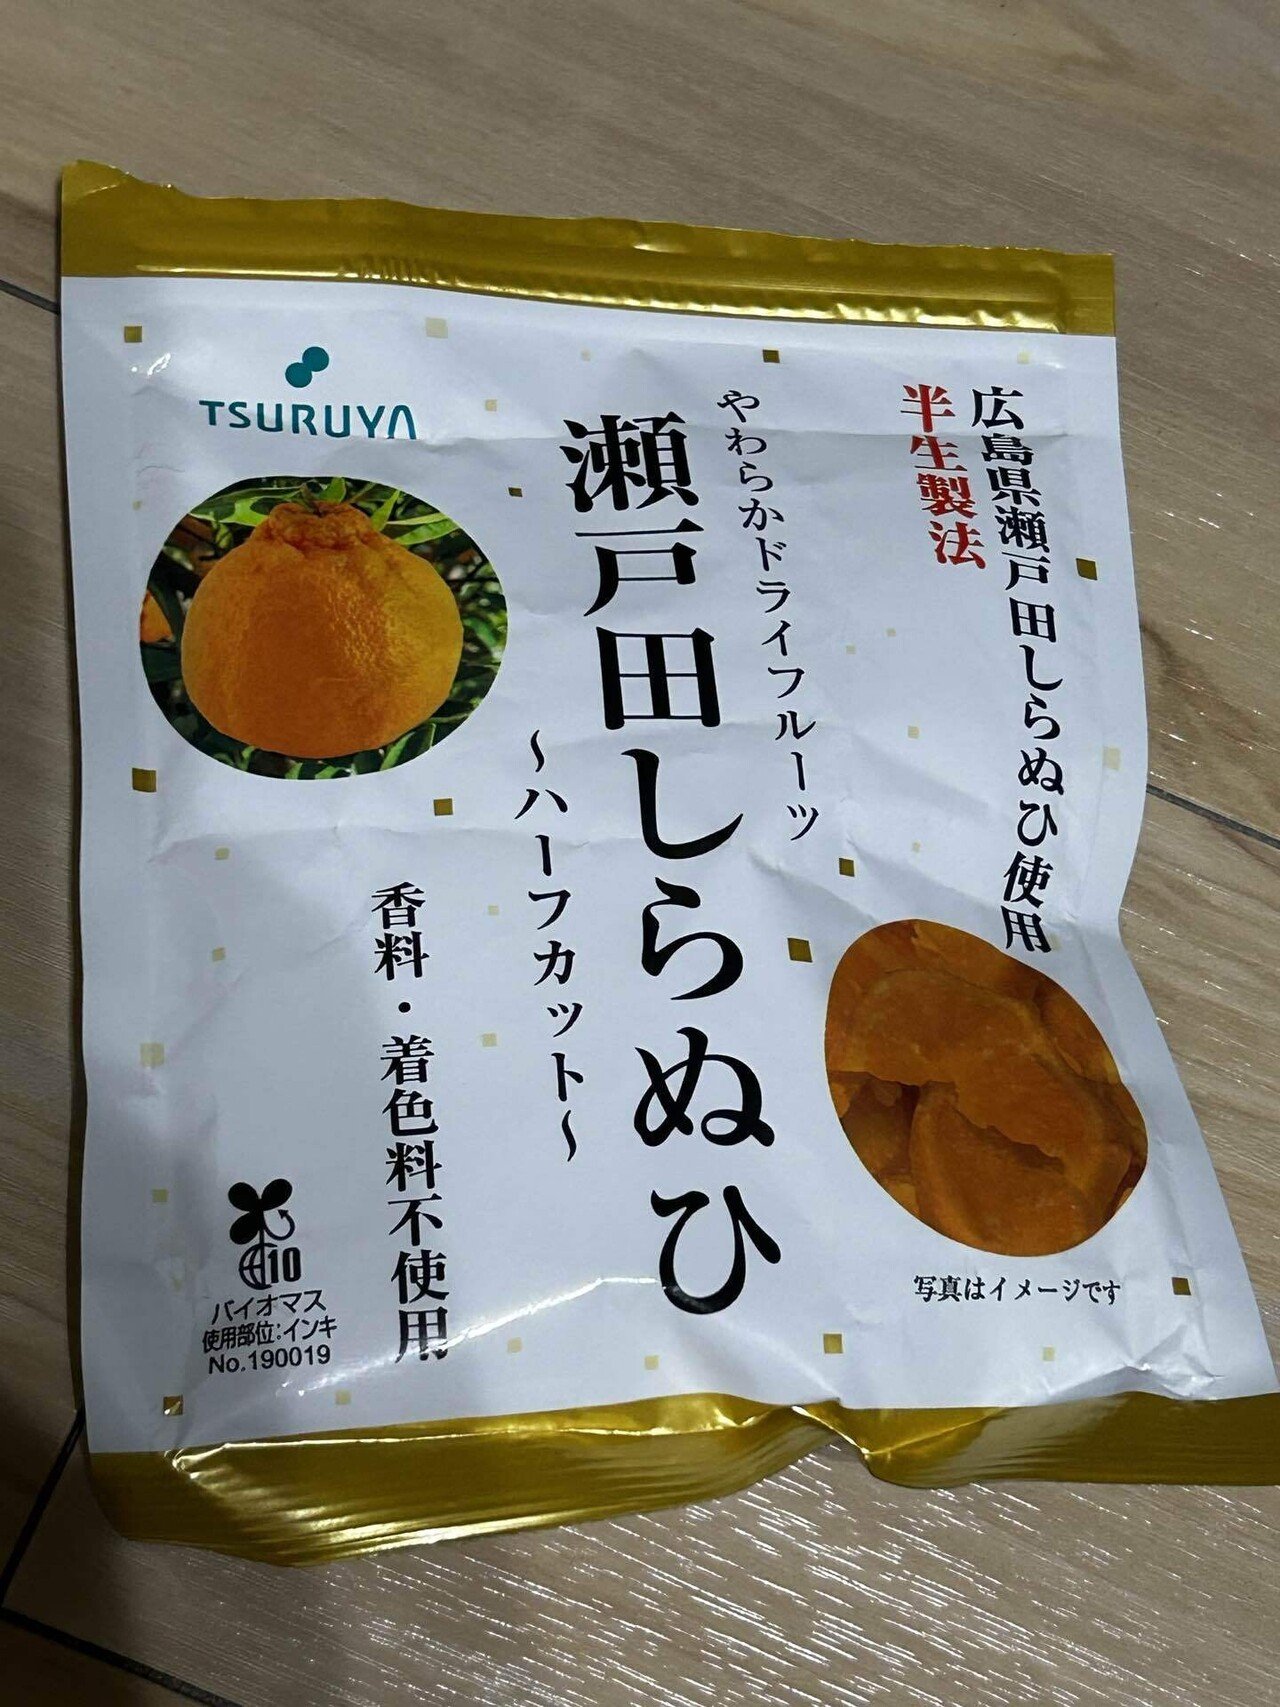 TSURUYA
広島県瀬戸田しらぬひ使用
半生製法
やわらかドライフルーツ
瀬戸田しらぬひ
〜ハーフカット〜
香料・着色料不使用
写真はイメージです
10
バイオマス
使用部位:インキ
No.190019